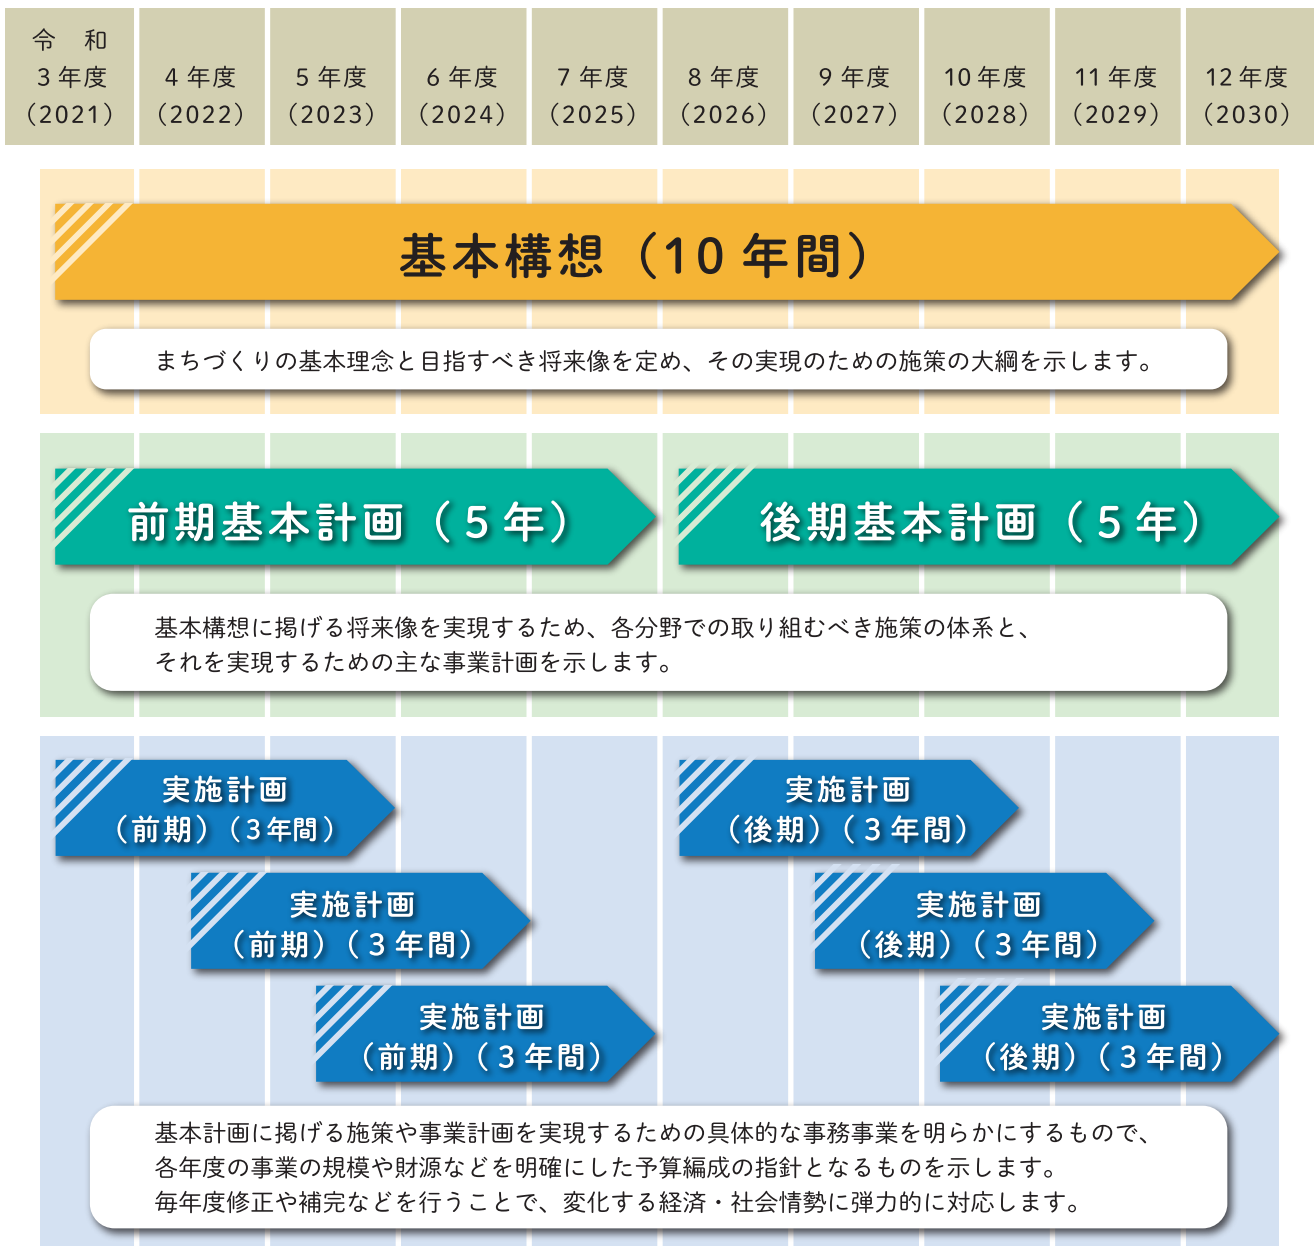 令 和
3 年度 4 年度 5 年度 6 年度 7 年度 8 年度 9 年度 10 年度 11 年度 12 年度
（2021） （2022） （2023） （2024） （2025） （2026） （2027） （2028） （2029） （2030）
基本構想（10 年間）
まちづくりの基本理念と目指すべき将来像を定め、その実現のための施策の大綱を示します。
前期基本計画（ 5 年） 後期基本計画（ 5 年）
基本構想に掲げる将来像を実現するため、各分野での取り組むべき施策の体系と、
それを実現するための主な事業計画を示します。
実施計画
（前期）（３年間）
実施計画
（後期）（ 3 年間）
実施計画
（前期）（ 3 年間）
実施計画
（後期）（ 3 年間）
実施計画
（前期）（ 3 年間）
実施計画
（後期）（ 3 年間）
基本計画に掲げる施策や事業計画を実現するための具体的な事務事業を明らかにするもので、
各年度の事業の規模や財源などを明確にした予算編成の指針となるものを示します。
毎年度修正や補完などを行うことで、変化する経済・社会情勢に弾力的に対応します。